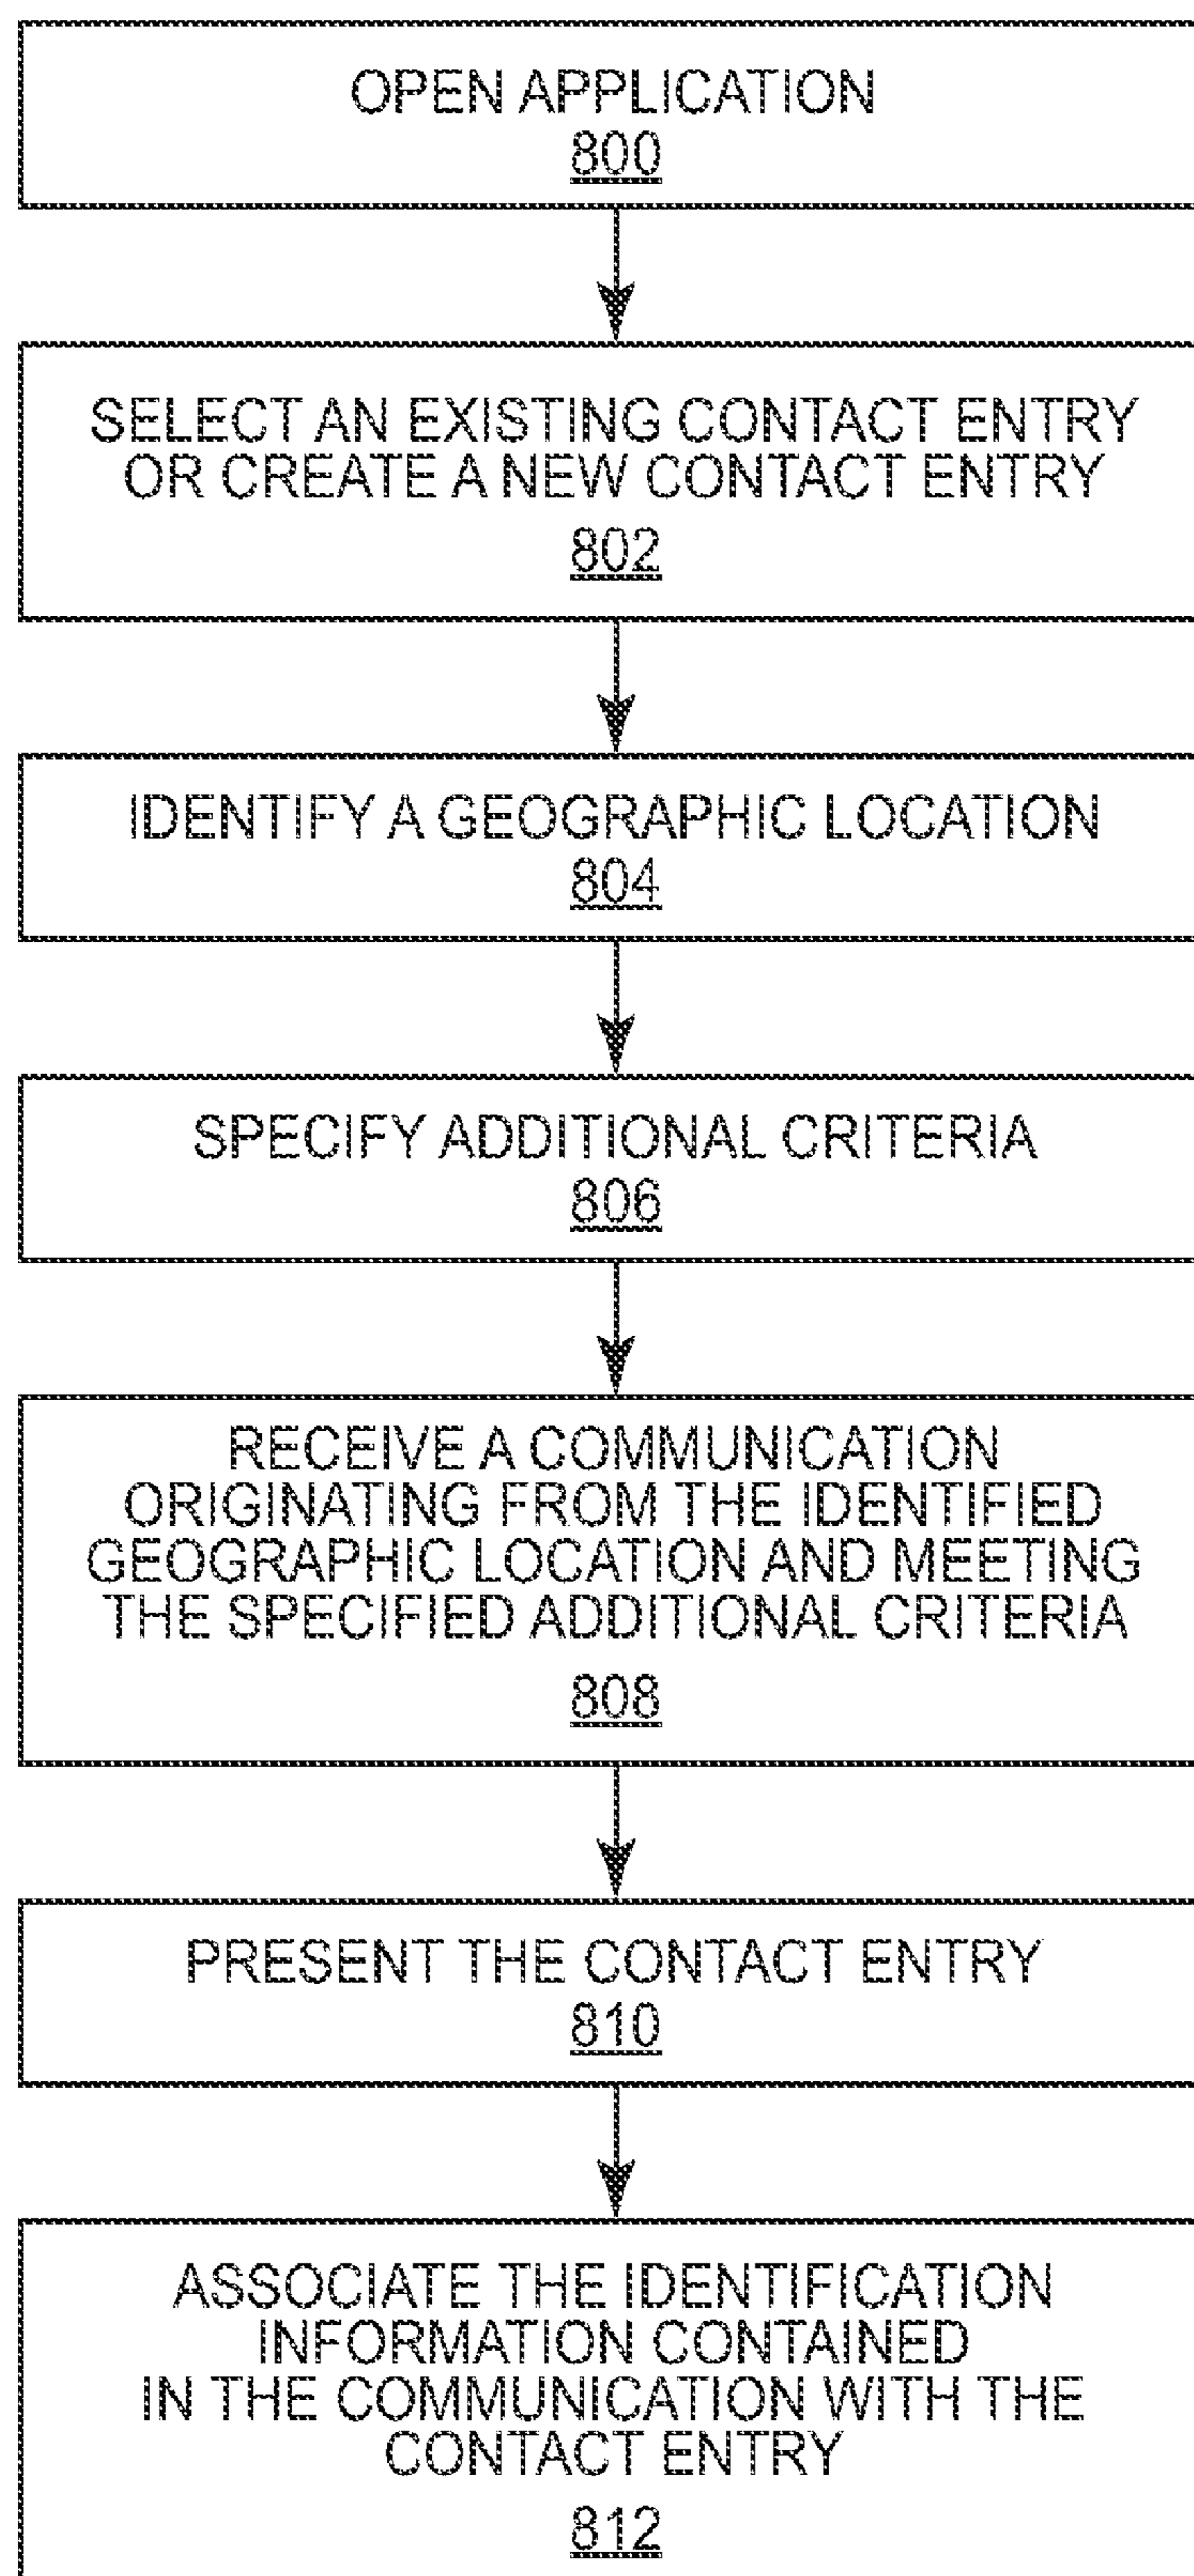 OPEN APPLICATION
800
SELECT AN EXISTING CONTACT ENTRY
OR CREATE A NEW CONTACT ENTRY
802
IDENTIFY A GEOGRAPHIC LOCATION
804
SPECIFY ADDITIONAL CRITERIA
806
RECEIVE A COMMUNICATION
ORIGINATING FROM THE IDENTIFIED
GEOGRAPHIC LOCATION AND MEETING
THE SPECIFIED ADDITIONAL CRITERIA
808
PRESENT THE CONTACT ENTRY
810
ASSOCIATE THE IDENTIFICATION
INFORMATION CONTAINED
IN THE COMMUNICATION WITH THE
CONTACT ENTRY
812